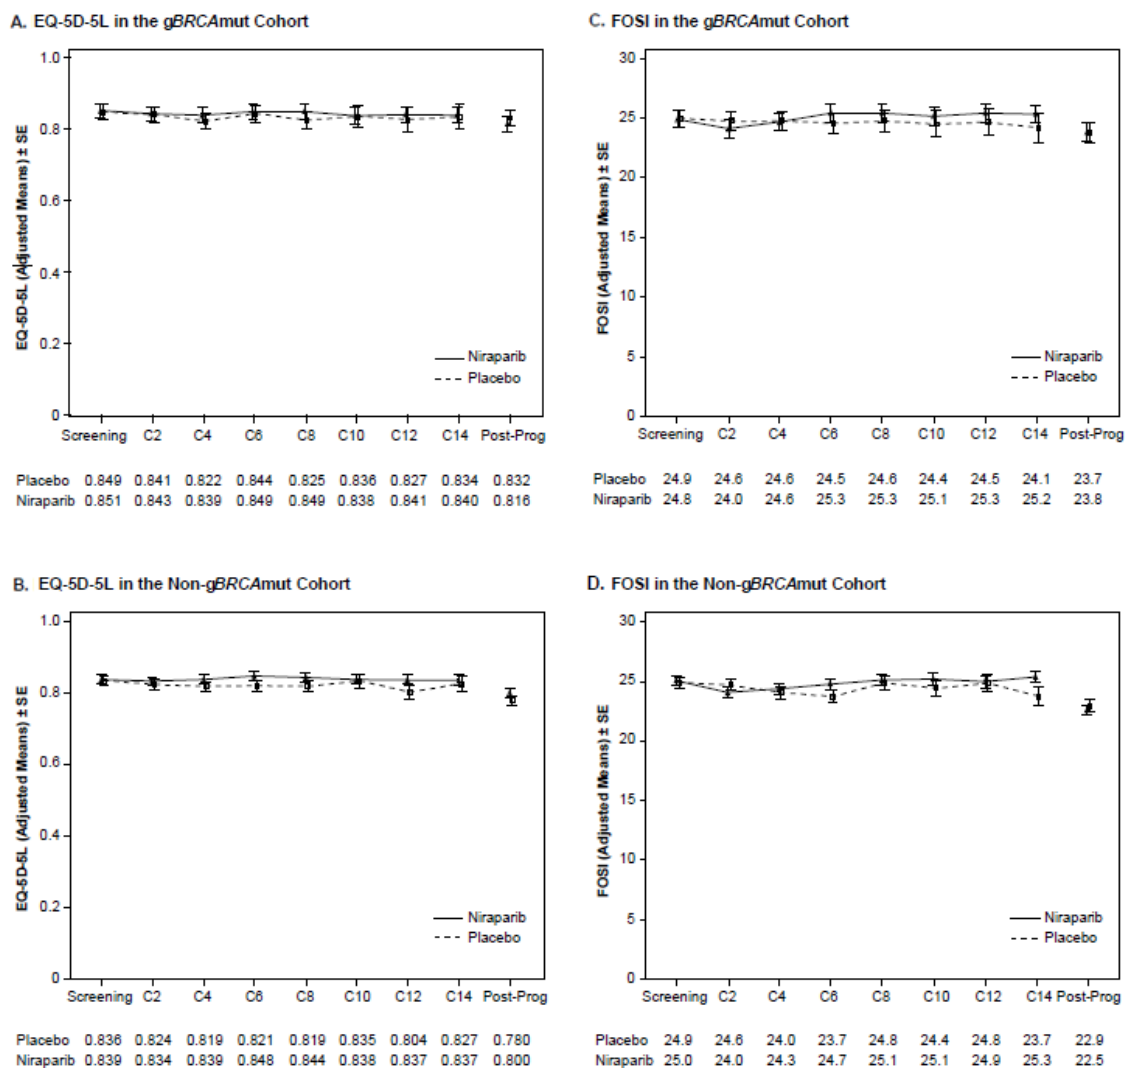 A. EQ-5D-5L in the gBRCAmut Cohort
EQ-5D-5L (Adjusted Means) ± SE
1.0
0.8
0.6
0.4
0.2
0
Niraparib
Placebo
Screening C2 C4 C6 C8 C10 C12 C14 Post-Prog
Placebo 0.849 0.841 0.822 0.844 0.825 0.836 0.827 0.834 0.832
Niraparib 0.851 0.843 0.839 0.849 0.849 0.838 0.841 0.840 0.816
C. FOSI in the gBRCAmut Cohort
FOSI (Adjusted Means) ± SE
30
25
20
15
10
5
0
Niraparib
Placebo
Screening C2 C4 C6 C8 C10 C12 C14 Post-Prog
Placebo 24.9 24.6 24.6 24.5 24.6 24.4 24.5 24.1 23.7
Niraparib 24.8 24.0 24.6 25.3 25.3 25.1 25.3 25.2 23.8
B. EQ-5D-5L in the Non-gBRCAmut Cohort
EQ-5D-5L (Adjusted Means) ± SE
1.0
0.8
0.6
0.4
0.2
0
Niraparib
Placebo
Screening C2 C4 C6 C8 C10 C12 C14 Post-Prog
Placebo 0.836 0.824 0.819 0.821 0.819 0.835 0.804 0.827 0.780
Niraparib 0.839 0.834 0.839 0.848 0.844 0.838 0.837 0.837 0.800
D. FOSI in the Non-gBRCAmut Cohort
FOSI (Adjusted Means) ± SE
30
25
20
15
10
5
0
Niraparib
Placebo
Screening C2 C4 C6 C8 C10 C12 C14 Post-Prog
Placebo 24.9 24.6 24.0 23.7 24.8 24.4 24.8 23.7 22.9
Niraparib 25.0 24.0 24.3 24.7 25.1 25.1 24.9 25.3 22.5